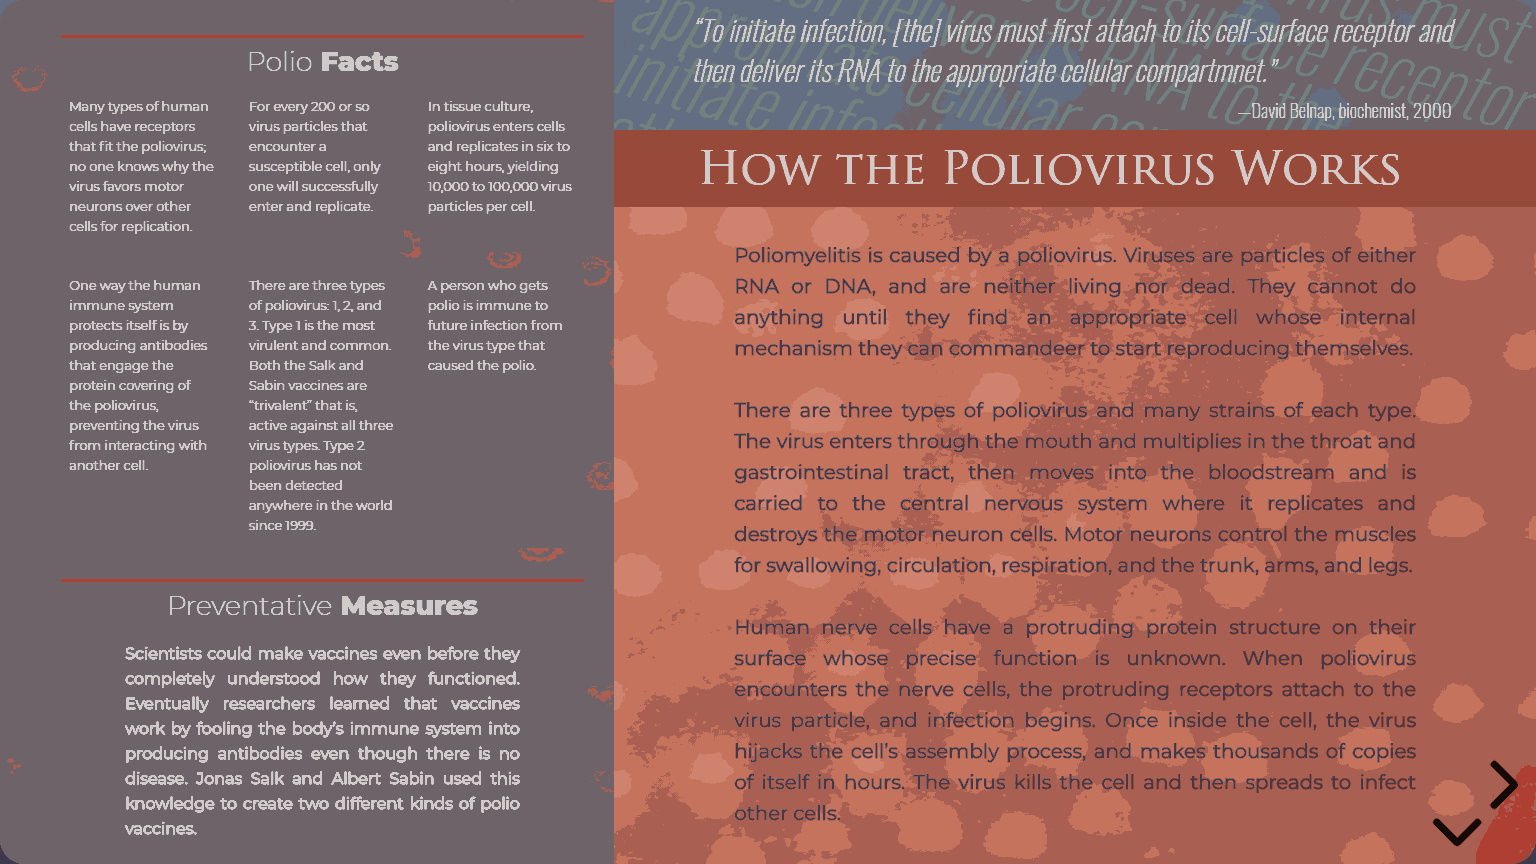 Polio Facts
Many types of human
cells have receptors
that fit the poliovirus;
no one knows why the
virus favors motor
neurons over other
cells for replication.
For every 200 or so
virus particles that
encounter a
susceptible cell, only
one will successfully
enter and replicate.
In tissue culture,
poliovirus enters cells
and replicates in six to
eight hours, yielding
10,000 to 100,000 virus
particles per cell.
One way the human
immune system
protects itself is by
producing antibodies
that engage the
protein covering of
the poliovirus,
preventing the virus
from interacting with
another cell.
There are three types
of poliovirus: 1, 2, and
3. Type 1 is the most
virulent and common.
Both the Salk and
Sabin vaccines are
“trivalent” that is,
active against all three
virus types. Type 2
poliovirus has not
been detected
anywhere in the world
since 1999.
A person who gets
polio is immune to
future infection from
the virus type that
caused the polio.
Preventative Measures
Scientists could make vaccines even before they
completely understood how they functioned.
Eventually researchers learned that vaccines
work by fooling the body’s immune system into
producing antibodies even though there is no
disease. Jonas Salk and Albert Sabin used this
knowledge to create two different kinds of polio
vaccines.
“To initiate infection, [the] virus must first attach to its cell-surface receptor and
then deliver its RNA to the appropriate cellular compartmnet.”
—David Belnap, biochemist, 2000
How the Poliovirus Works
Poliomyelitis is caused by a poliovirus. Viruses are particles of either
RNA or DNA, and are neither living nor dead. They cannot do
anything until they find an appropriate cell whose internal
mechanism they can commandeer to start reproducing themselves.
There are three types of poliovirus and many strains of each type.
The virus enters through the mouth and multiplies in the throat and
gastrointestinal tract, then moves into the bloodstream and is
carried to the central nervous system where it replicates and
destroys the motor neuron cells. Motor neurons control the muscles
for swallowing, circulation, respiration, and the trunk, arms, and legs.
Human nerve cells have a protruding protein structure on their
surface whose precise function is unknown. When poliovirus
encounters the nerve cells, the protruding receptors attach to the
virus particle, and infection begins. Once inside the cell, the virus
hijacks the cell’s assembly process, and makes thousands of copies
of itself in hours. The virus kills the cell and then spreads to infect
other cells.